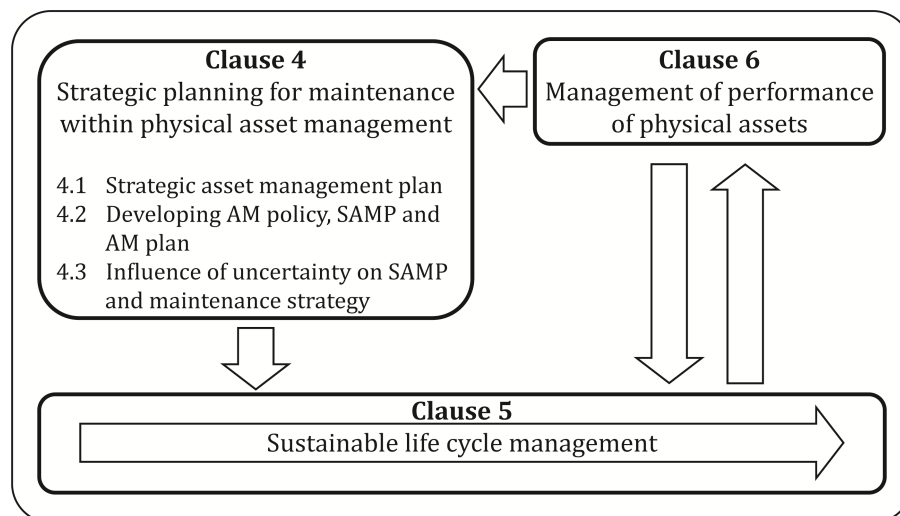 Clause 4
Strategic planning for maintenance
within physical asset management
4.1 Strategic asset management plan
4.2 Developing AM policy, SAMP and
AM plan
4.3 Influence of uncertainty on SAMP
and maintenance strategy
Clause 6
Management of performance
of physical assets
Clause 5
Sustainable life cycle management